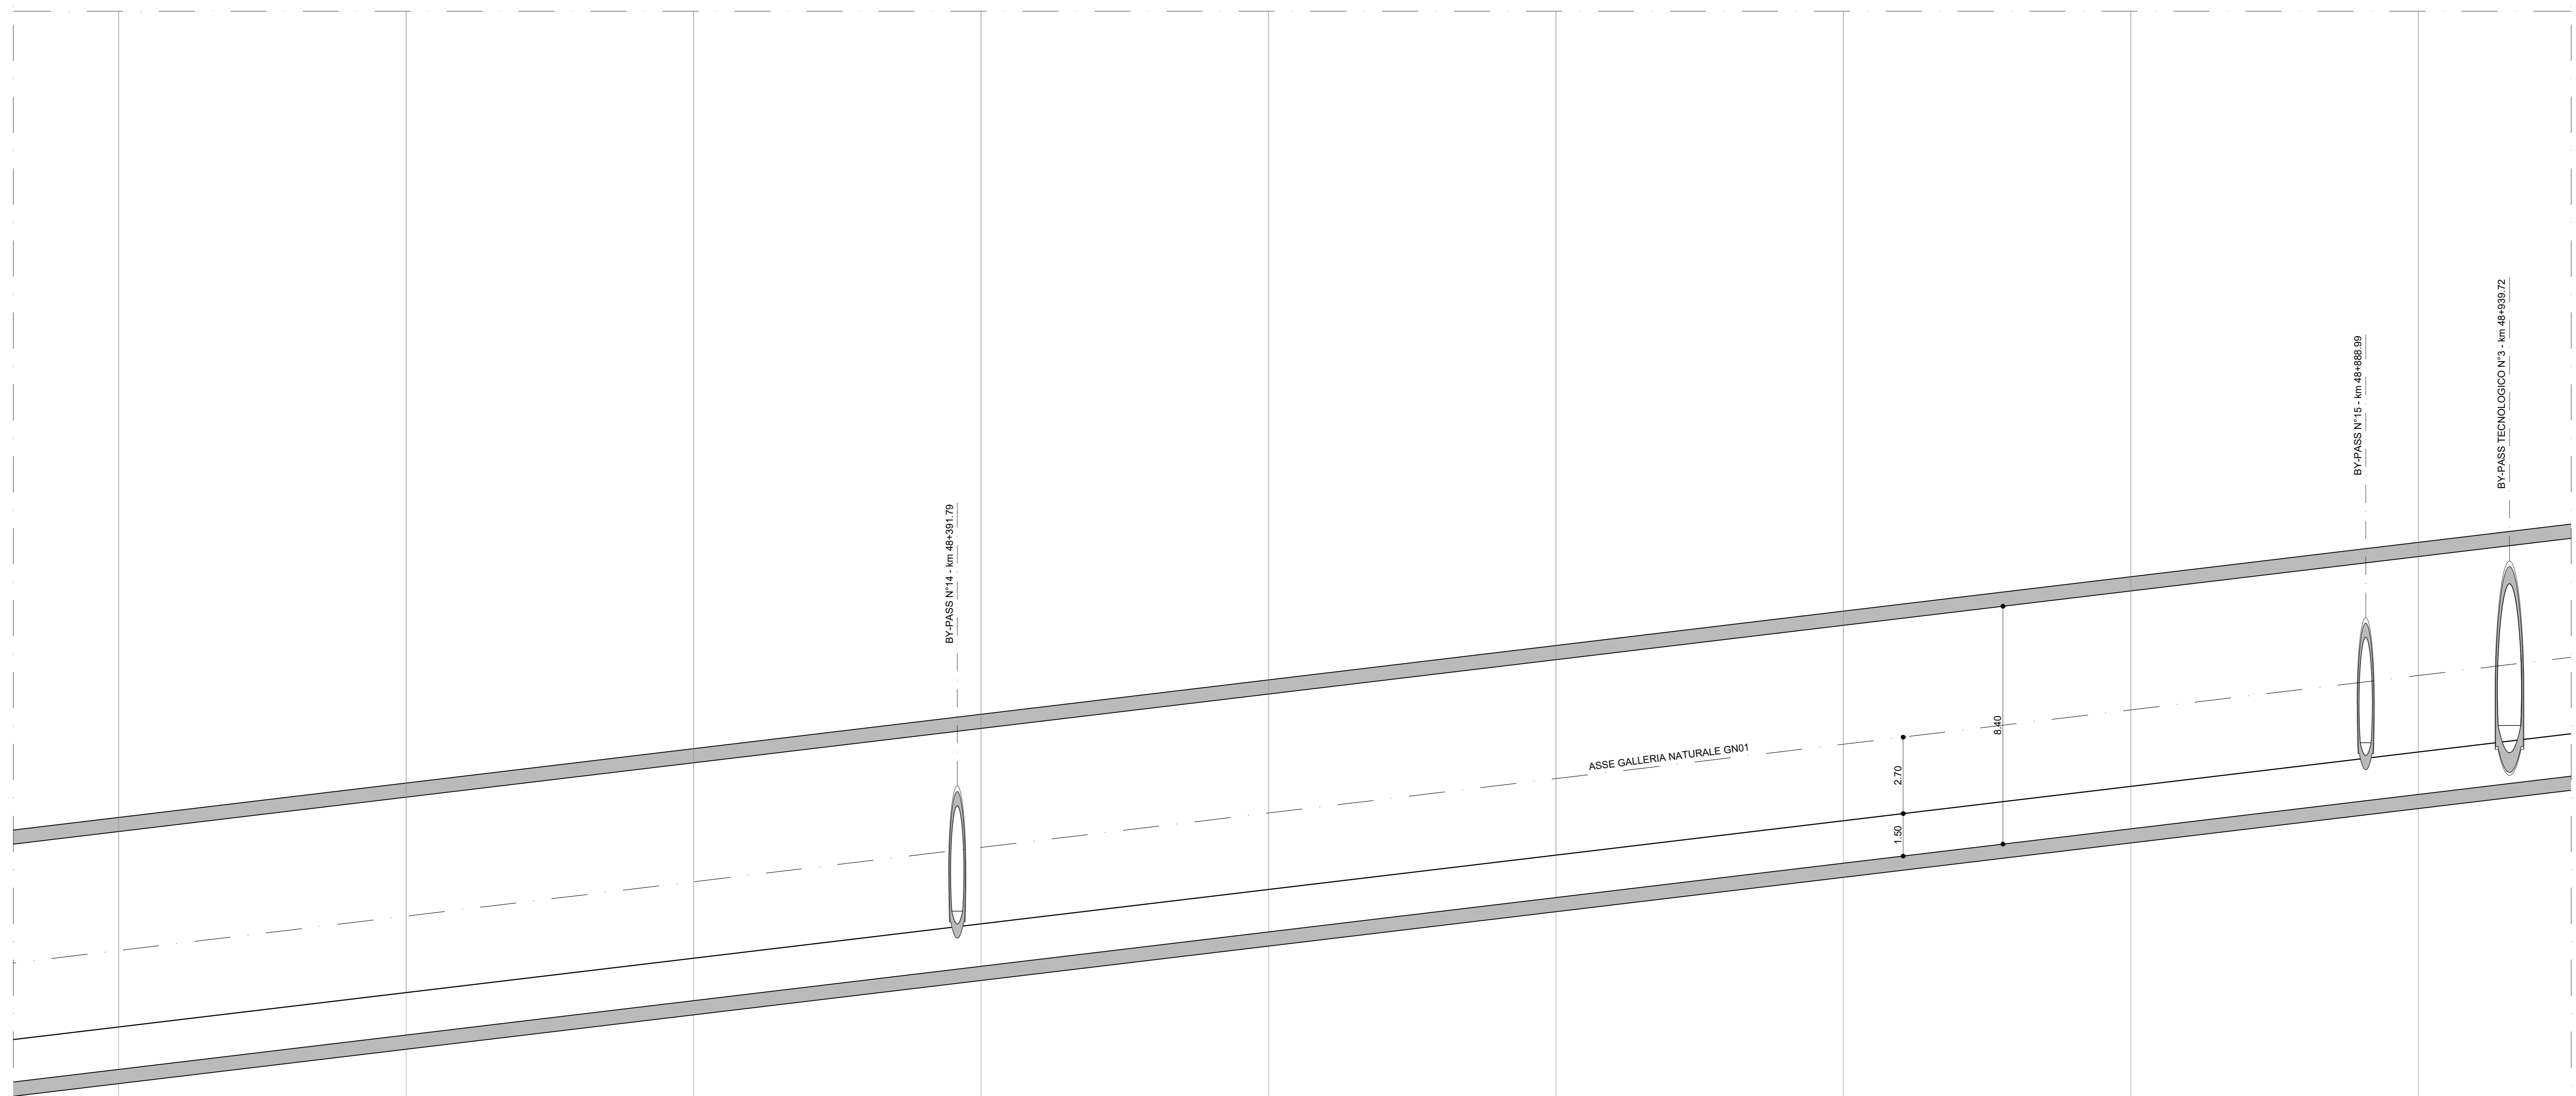 BY-PASS N°14 - km 48+391.79
ASSE GALLERIA NATURALE GN01
2.70
1.50
8.40
BY-PASS N°15 - km 48+888.99
BY-PASS TECNOLOGICO N°3 - km 48+939.72